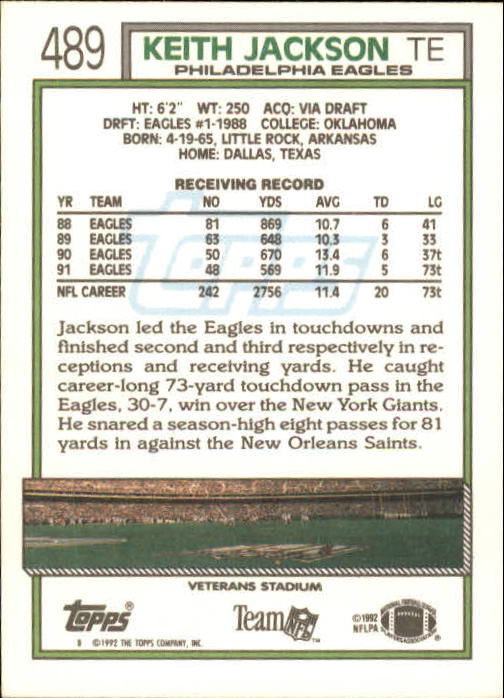 489 KEITH JACKSON TE
PHILADELPHIA EAGLES
HT: 6'2" WT: 250 ACQ: VIA DRAFT
DRFT: EAGLES #1-1988 COLLEGE: OKLAHOMA
BORN: 4-19-65, LITTLE ROCK, ARKANSAS
HOME: DALLAS, TEXAS
RECEIVING RECORD
YR TEAM NO YDS AVG TD LG
88 EAGLES 81 869 10.7 6 41
89 EAGLES 63 648 10.3 3 33
90 EAGLES 50 670 13.4 6 37t
91 EAGLES 48 569 11.9 5 73t
NFL CAREER 242 2756 11.4 20 73t
topps
Jackson led the Eagles in touchdowns and
finished second and third respectively in re-
ceptions and receiving yards. He caught
career-long 73-yard touchdown pass in the
Eagles, 30-7, win over the New York Giants.
He snared a season-high eight passes for 81
yards in against the New Orleans Saints.
VETERANS STADIUM
topps® Team NFL™ ©1992
NFLPA
©1992 THE TOPPS COMPANY, INC.